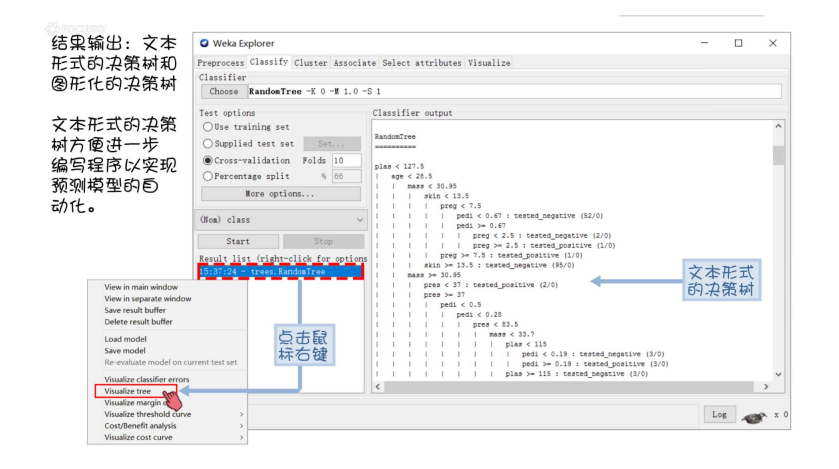 结果输出：文本
形式的决策树和
图形化的决策树
文本形式的决策
树方便进一步
编写程序以实现
预测模型的自
动化。
Weka Explorer
Preprocess Classify Cluster Associate Select attributes Visualize
Classifier
Choose RandomTree -K 0 -M 1.0 -S 1
Test options
Use training set
Supplied test set Set...
Cross-validation Folds 10
Percentage split % 66
More options...
(Nom) class
Start Stop
Result list (right-click for options
15:37:24 - trees.RandomTree
Classifier output
RandomTree
==========
plas < 127.5
| age < 28.5
| | mass < 30.95
| | | skin < 13.5
| | | | preg < 7.5
| | | | | pedi < 0.67 : tested_negative (52/0)
| | | | | pedi >= 0.67
| | | | | | preg < 2.5 : tested_negative (2/0)
| | | | | | preg >= 2.5 : tested_positive (1/0)
| | | | preg >= 7.5 : tested_positive (1/0)
| | | skin >= 13.5 : tested_negative (95/0)
| | mass >= 30.95
| | | pres < 37 : tested_positive (2/0)
| | | pres >= 37
| | | | pedi < 0.5
| | | | | pedi < 0.28
| | | | | | pres < 83.5
| | | | | | | mass < 33.7
| | | | | | | | plas < 115
| | | | | | | | | pedi < 0.19 : tested_negative (3/0)
| | | | | | | | | pedi >= 0.19 : tested_positive (3/0)
| | | | | | | | plas >= 115 : tested_negative (3/0)
文本形式
的决策树
点击鼠
标右键
View in main window
View in separate window
Save result buffer
Delete result buffer
Load model
Save model
Re-evaluate model on current test set
Visualize classifier errors
Visualize tree
Visualize margin
Visualize threshold curve
Cost/Benefit analysis
Visualize cost curve
Log
x 0